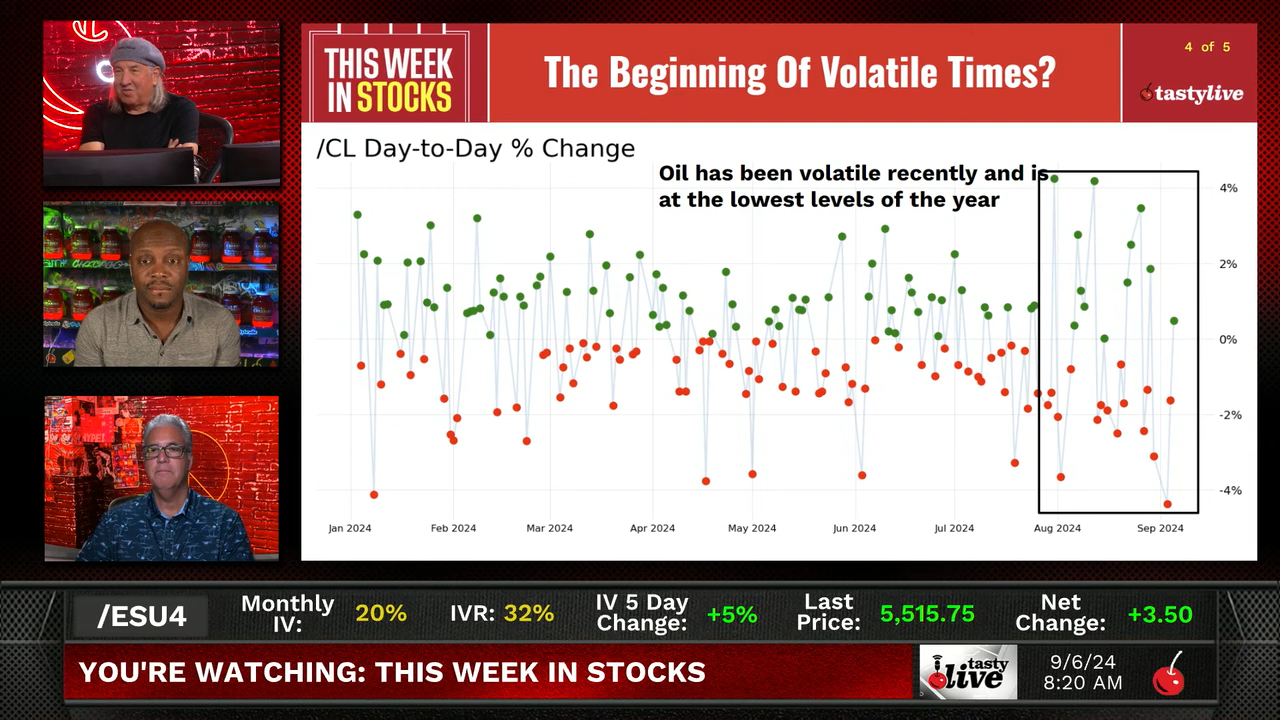 THIS WEEK
IN STOCKS
The Beginning Of Volatile Times?
4 of 5
tastylive
/CL Day-to-Day % Change
Oil has been volatile recently and is
at the lowest levels of the year
4%
2%
0%
-2%
-4%
Jan 2024
Feb 2024
Mar 2024
Apr 2024
May 2024
Jun 2024
Jul 2024
Aug 2024
Sep 2024
/ESU4
Monthly
IV:
20%
IVR: 32%
IV 5 Day
Change:
+5%
Last
Price:
5,515.75
Net
Change:
+3.50
YOU'RE WATCHING: THIS WEEK IN STOCKS
tasty
live
9/6/24
8:20 AM